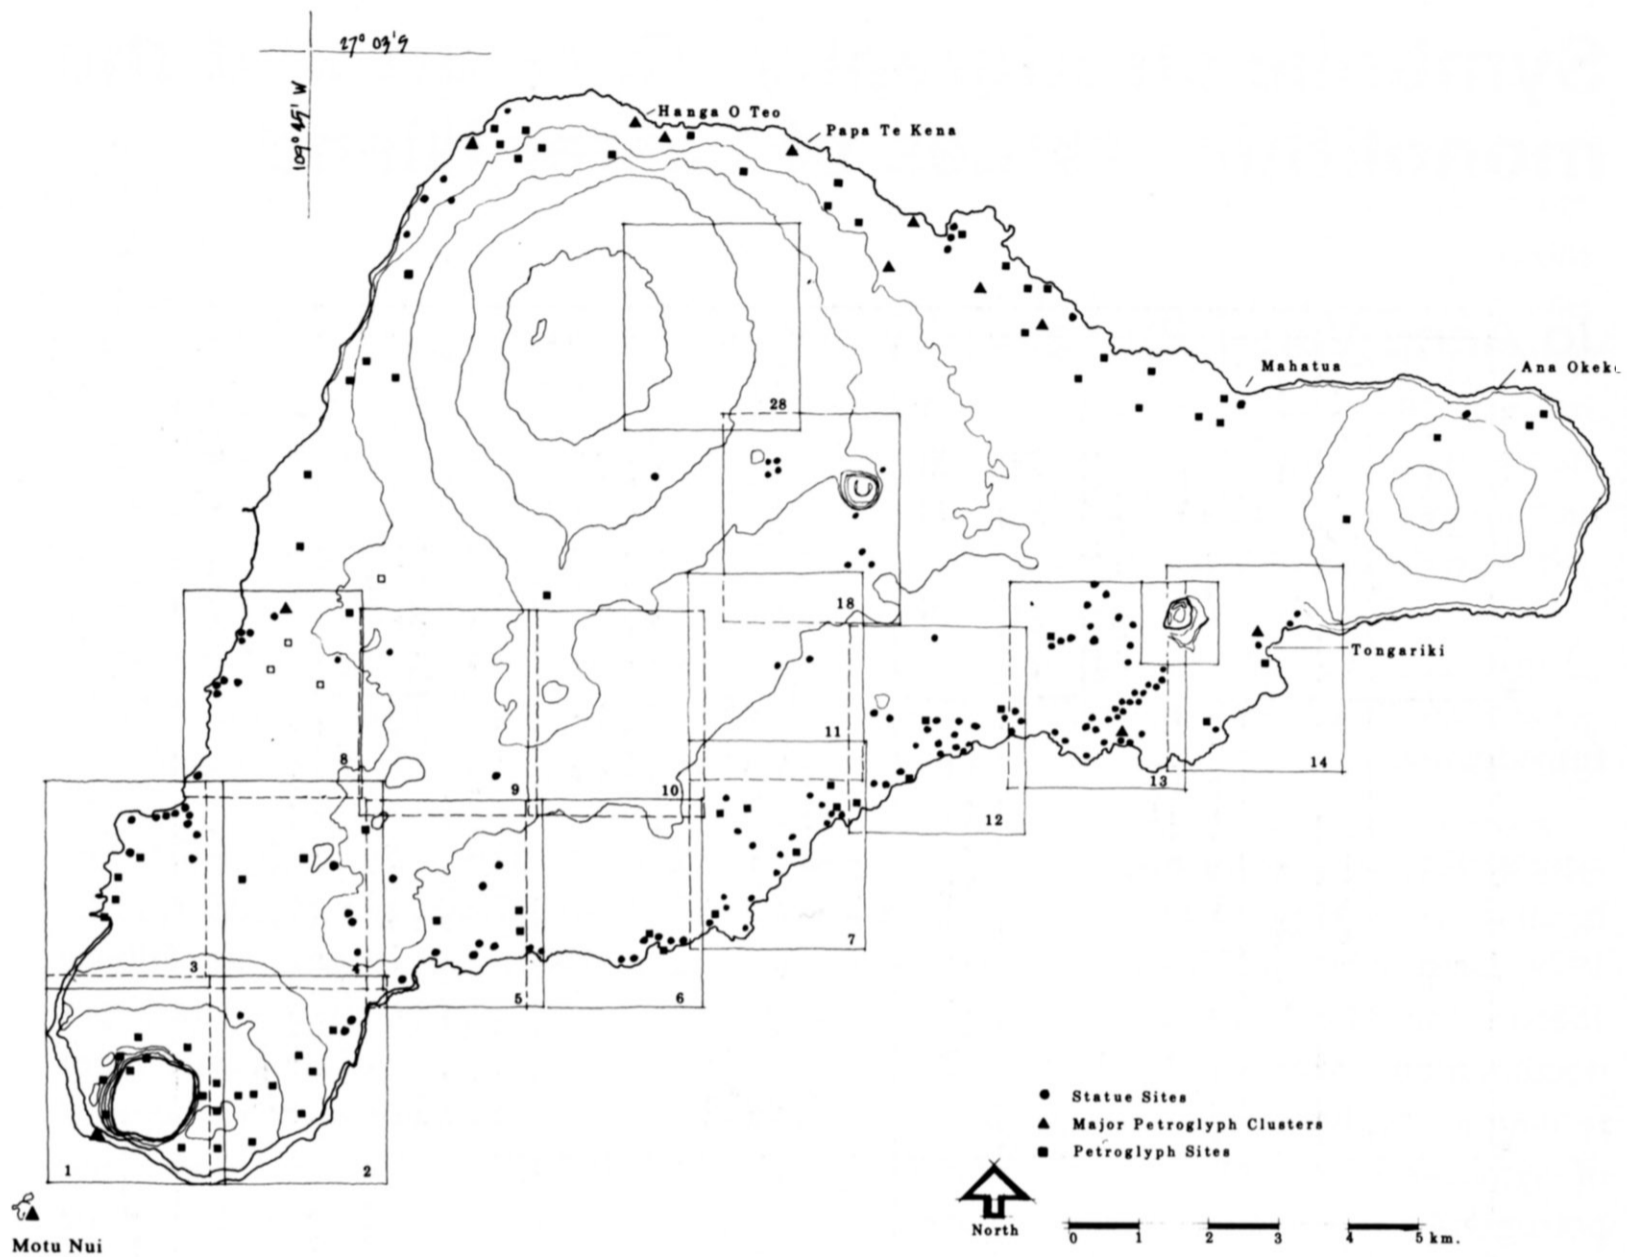 27° 03' S
109° 45' W
Hanga O Teo
Papa Te Kena
Mahatua
Ana Okeke
28
18
8
11
9
10
12
13
14
Tongariki
3
4
5
6
7
1
2
Motu Nui
Statue Sites
Major Petroglyph Clusters
Petroglyph Sites
North
0 1 2 3 4 5 km.